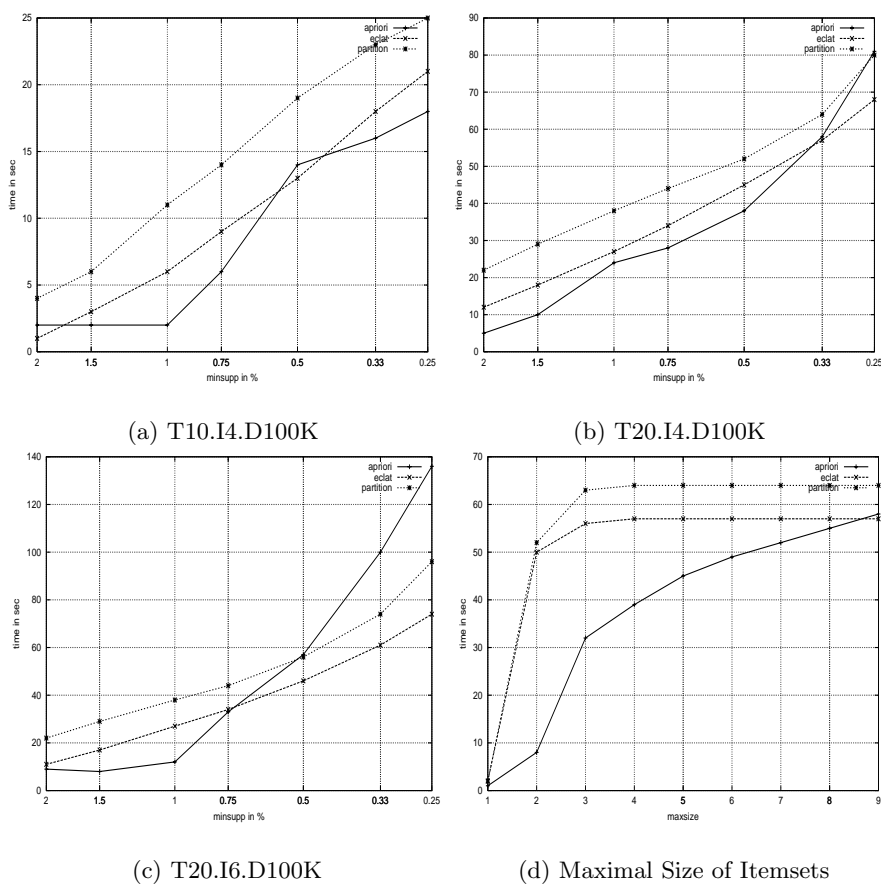 25
20
15
10
5
0
time in sec
apriori
eclat
partition
2 1.5 1 0.75 0.5 0.33 0.25
minsupp in %
(a) T10.I4.D100K
90
80
70
60
50
40
30
20
10
0
time in sec
apriori
eclat
partition
2 1.5 1 0.75 0.5 0.33 0.25
minsupp in %
(b) T20.I4.D100K
140
120
100
80
60
40
20
0
time in sec
apriori
eclat
partition
2 1.5 1 0.75 0.5 0.33 0.25
minsupp in %
(c) T20.I6.D100K
70
60
50
40
30
20
10
0
time in sec
apriori
eclat
partition
1 2 3 4 5 6 7 8 9
maxsize
(d) Maximal Size of Itemsets